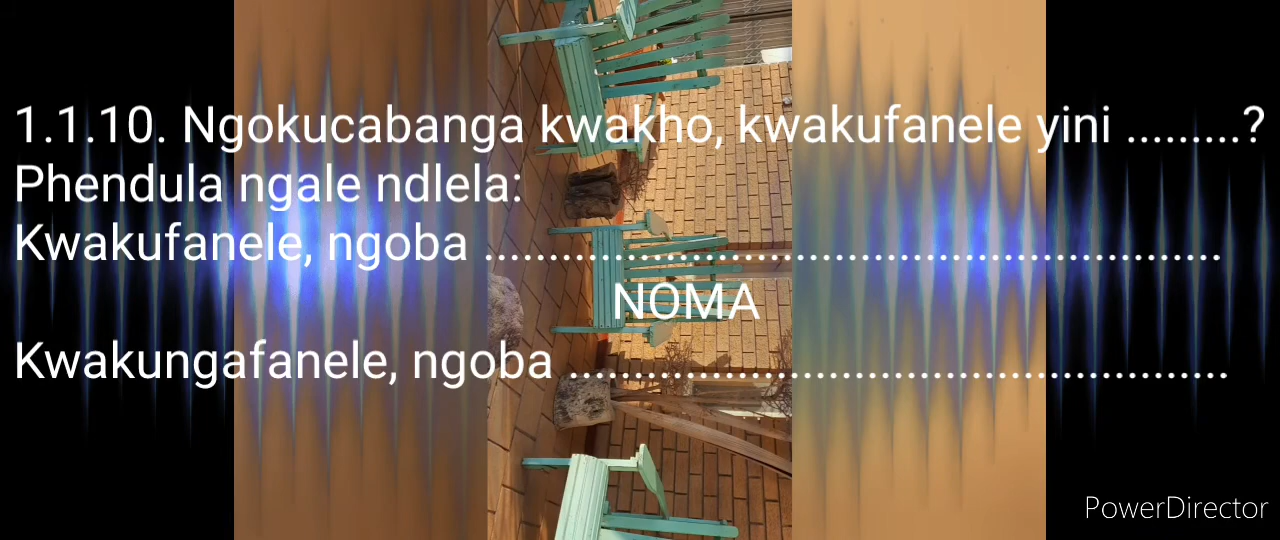 1.1.10. Ngokucabanga kwakho, kwakufanele yini .........?
Phendula ngale ndlela:
Kwakufanele, ngoba ........................................................
NOMA
Kwakungafanele, ngoba ..................................................
PowerDirector